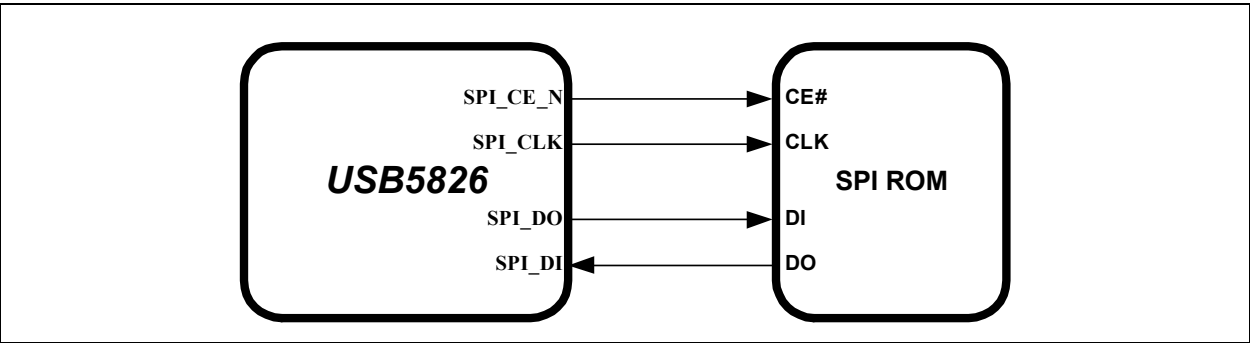 SPI_CE_N CE#
SPI_CLK CLK
USB5826 SPI ROM
SPI_DO DI
SPI_DI DO